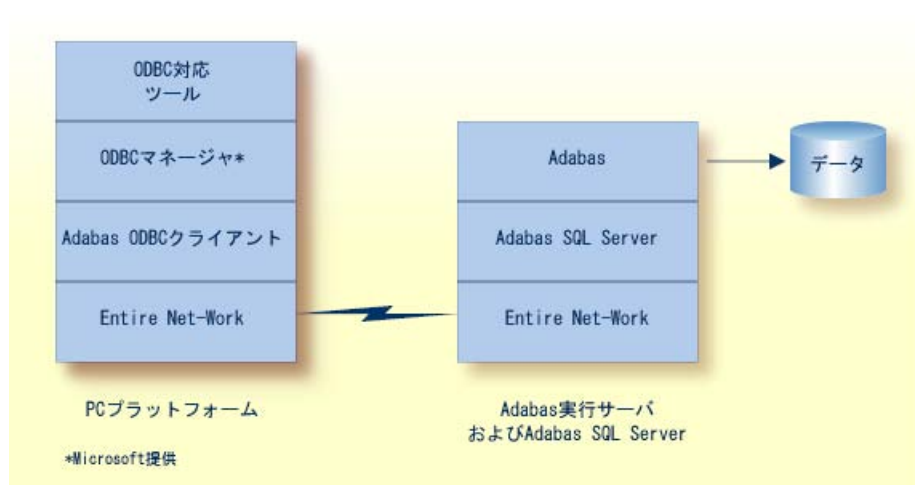 ODBC対応
ツール
ODBCマネージャ*
Adabas ODBCクライアント
Entire Net-Work
PCプラットフォーム
*Microsoft提供
Adabas
Adabas SQL Server
Entire Net-Work
Adabas実行サーバ
およびAdabas SQL Server
データ